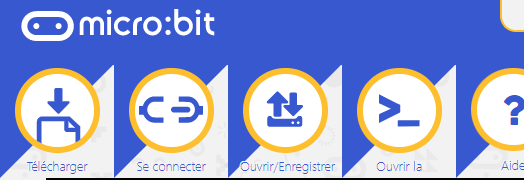 micro:bit
Télécharger Se connecter Ouvrir/Enregistrer Ouvrir la Aide